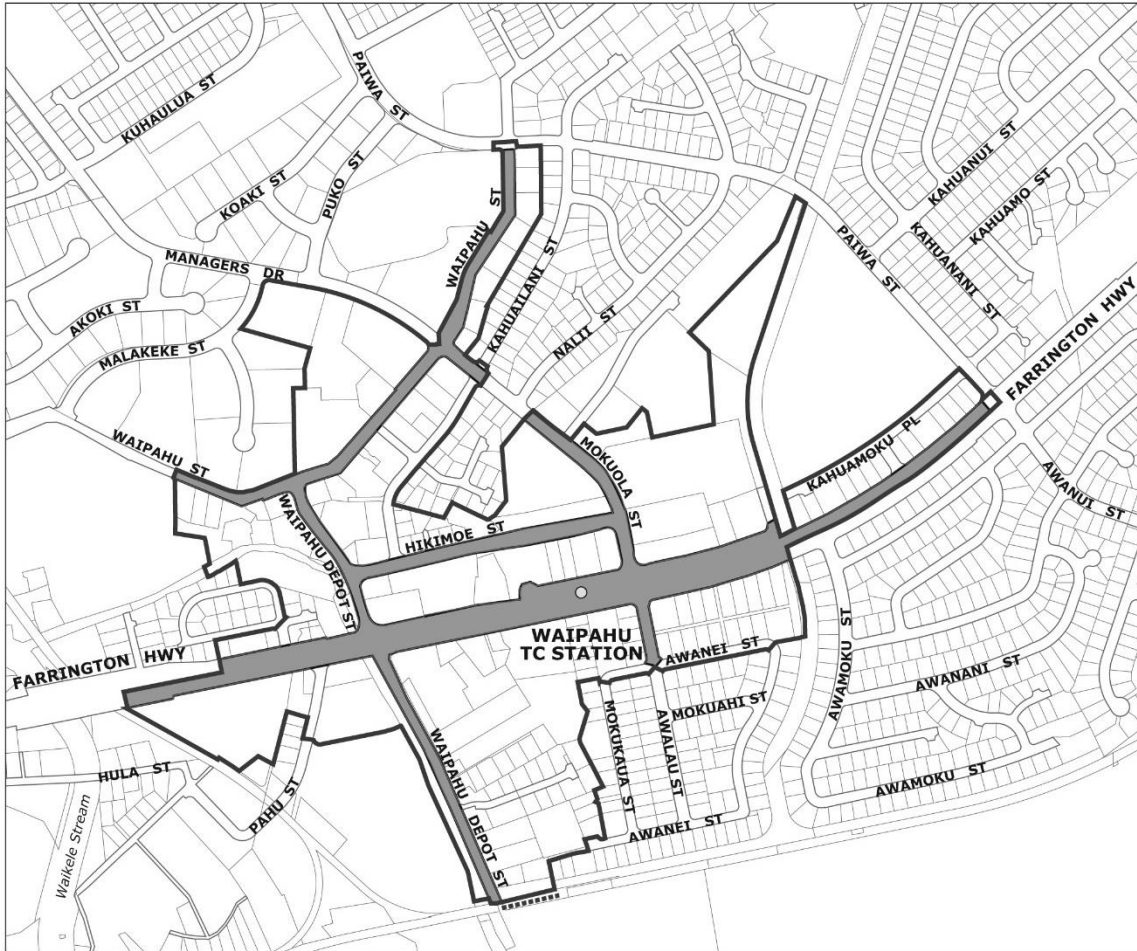 KUHAULUA ST
PAIWA ST
KOAKI ST
PUKO ST
WAIPAHU ST
KAHUANUI ST
KAHUAMO ST
KAHUANANI ST
PAIWA ST
MANAGERS DR
KAHUAILANI ST
NALII ST
AKOKI ST
MALAKEKE ST
FARRINGTON HWY
WAIPAHU ST
MOKUOLA ST
KAHUAMOKU PL
AWANUI ST
WAIPAHU DEPOT ST
HIKIMOE ST
WAIPAHU
TC STATION
AWANEI ST
FARRINGTON HWY
AWAMOKU ST
AWANANI ST
MOKUAHI ST
MOKUKAUA ST
AWALAU ST
HULA ST
PAHU ST
WAIPAHU DEPOT ST
AWAMOKU ST
AWANEI ST
Waikele Stream